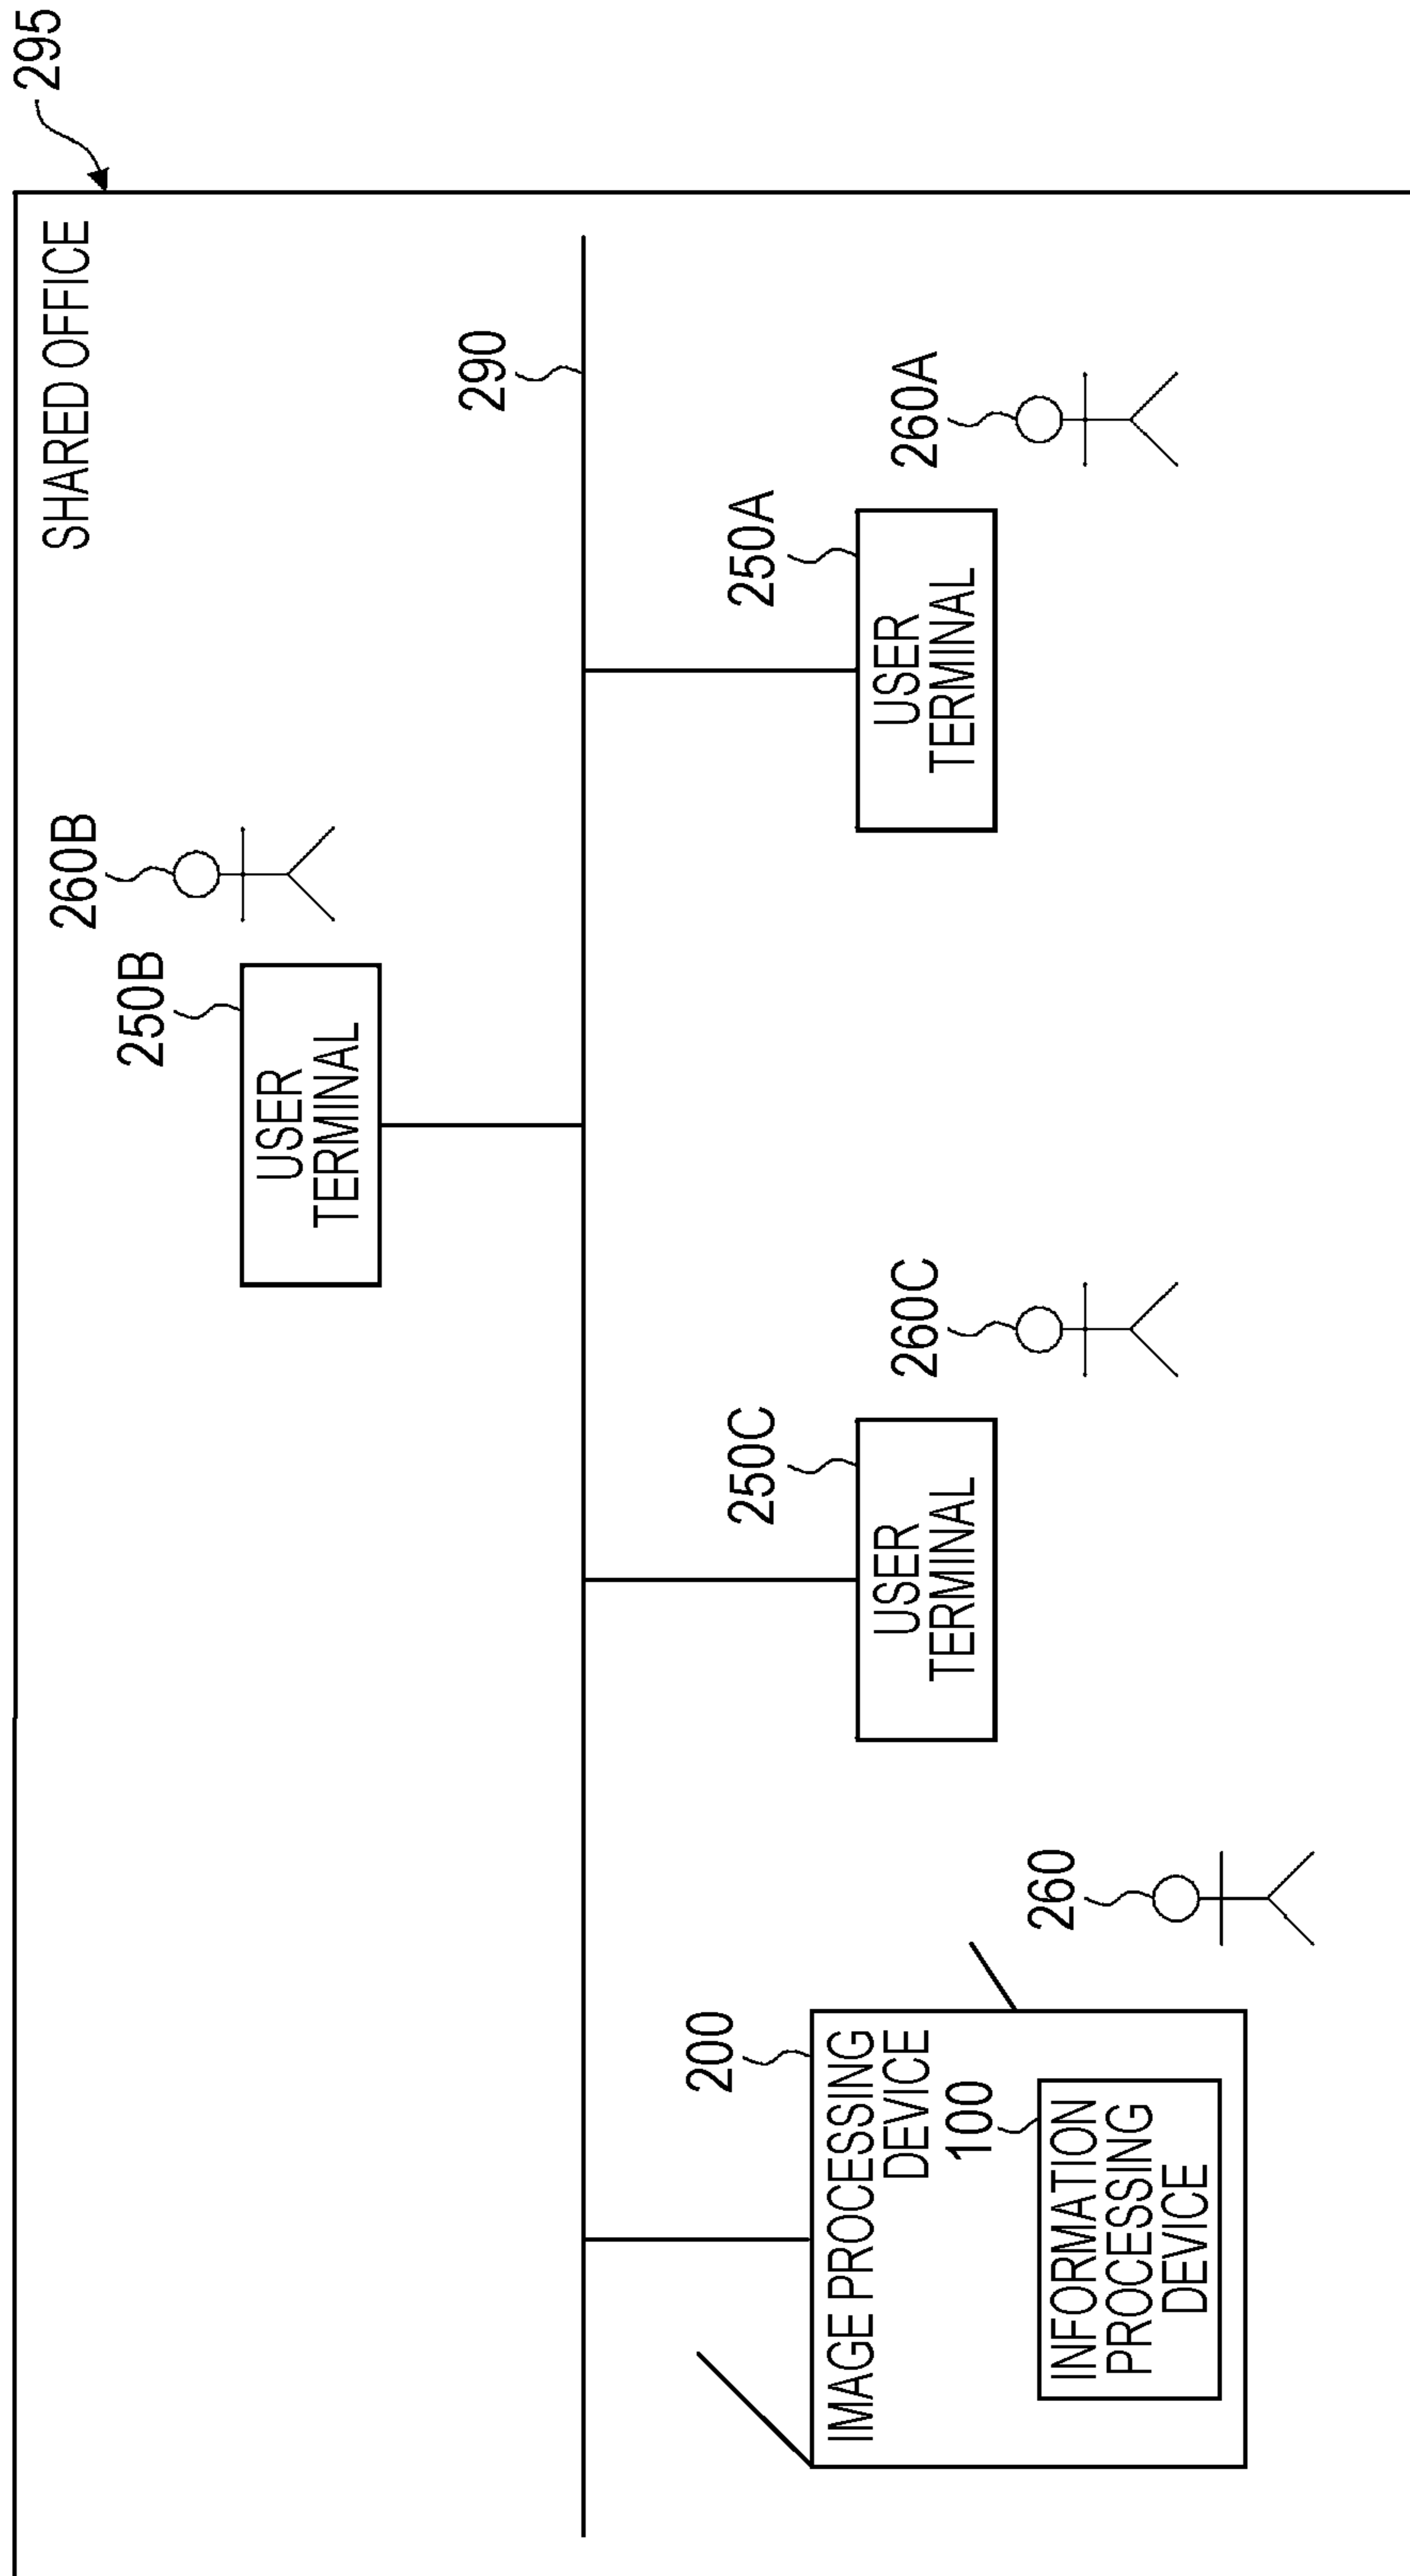 295
SHARED OFFICE
260B
250B
USER
TERMINAL
290
260A
250A
USER
TERMINAL
260C
250C
USER
TERMINAL
260
200
IMAGE PROCESSING
DEVICE
100
INFORMATION
PROCESSING
DEVICE